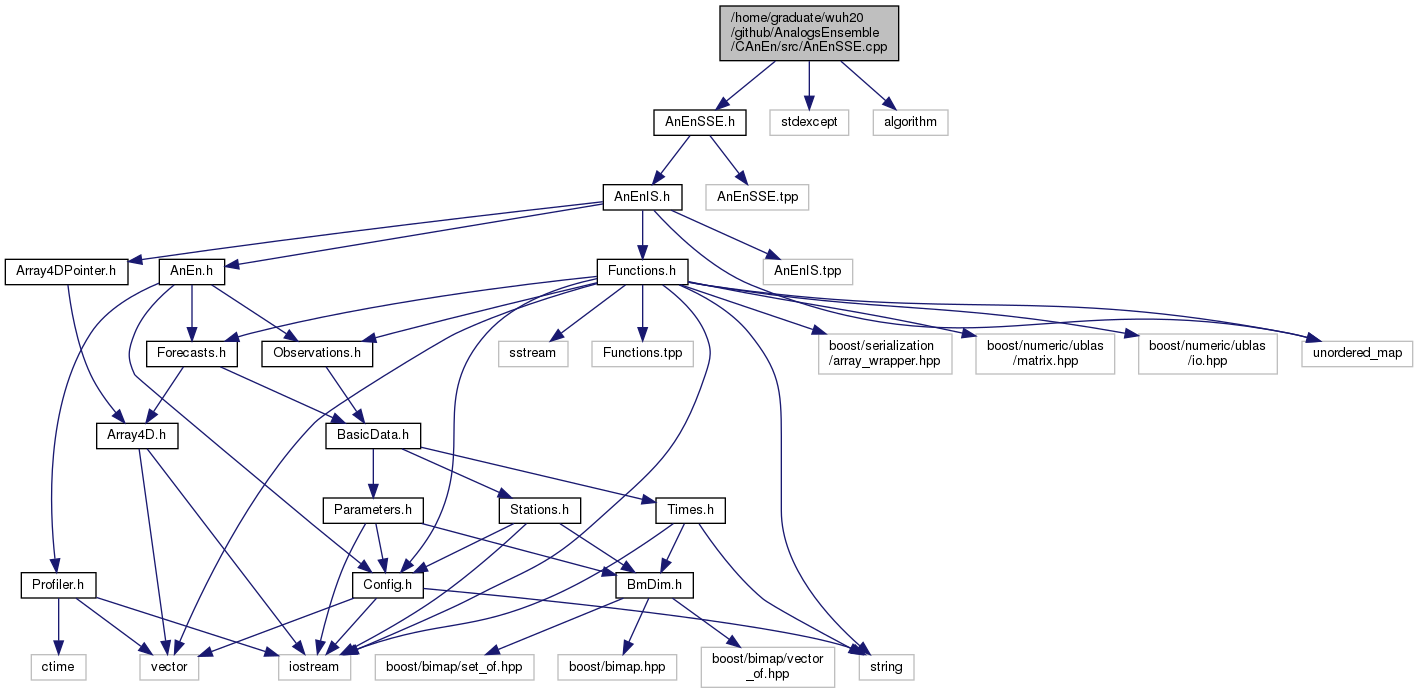 /home/graduate/wuh20
/github/AnalogsEnsemble
/CAnEn/src/AnEnSSE.cpp
AnEnSSE.h
stdexcept
algorithm
AnEnIS.h
AnEnSSE.tpp
Array4DPointer.h
AnEn.h
Functions.h
AnEnIS.tpp
Forecasts.h
Observations.h
sstream
Functions.tpp
boost/serialization
/array_wrapper.hpp
boost/numeric/ublas
/matrix.hpp
boost/numeric/ublas
/io.hpp
unordered_map
Array4D.h
BasicData.h
Parameters.h
Stations.h
Times.h
Profiler.h
Config.h
BmDim.h
ctime
vector
iostream
boost/bimap/set_of.hpp
boost/bimap.hpp
boost/bimap/vector
_of.hpp
string